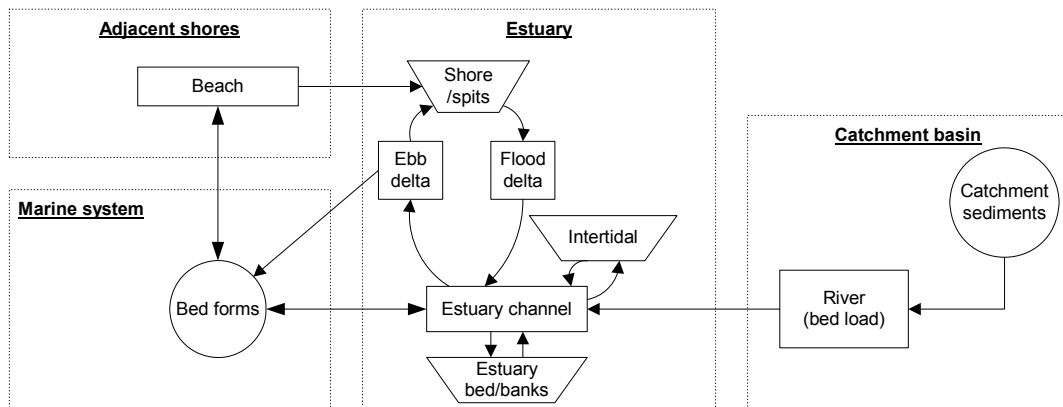 Adjacent shores
Beach
Marine system
Bed forms
Estuary
Shore
/spits
Ebb
delta
Flood
delta
Intertidal
Estuary channel
Estuary
bed/banks
Catchment basin
Catchment
sediments
River
(bed load)